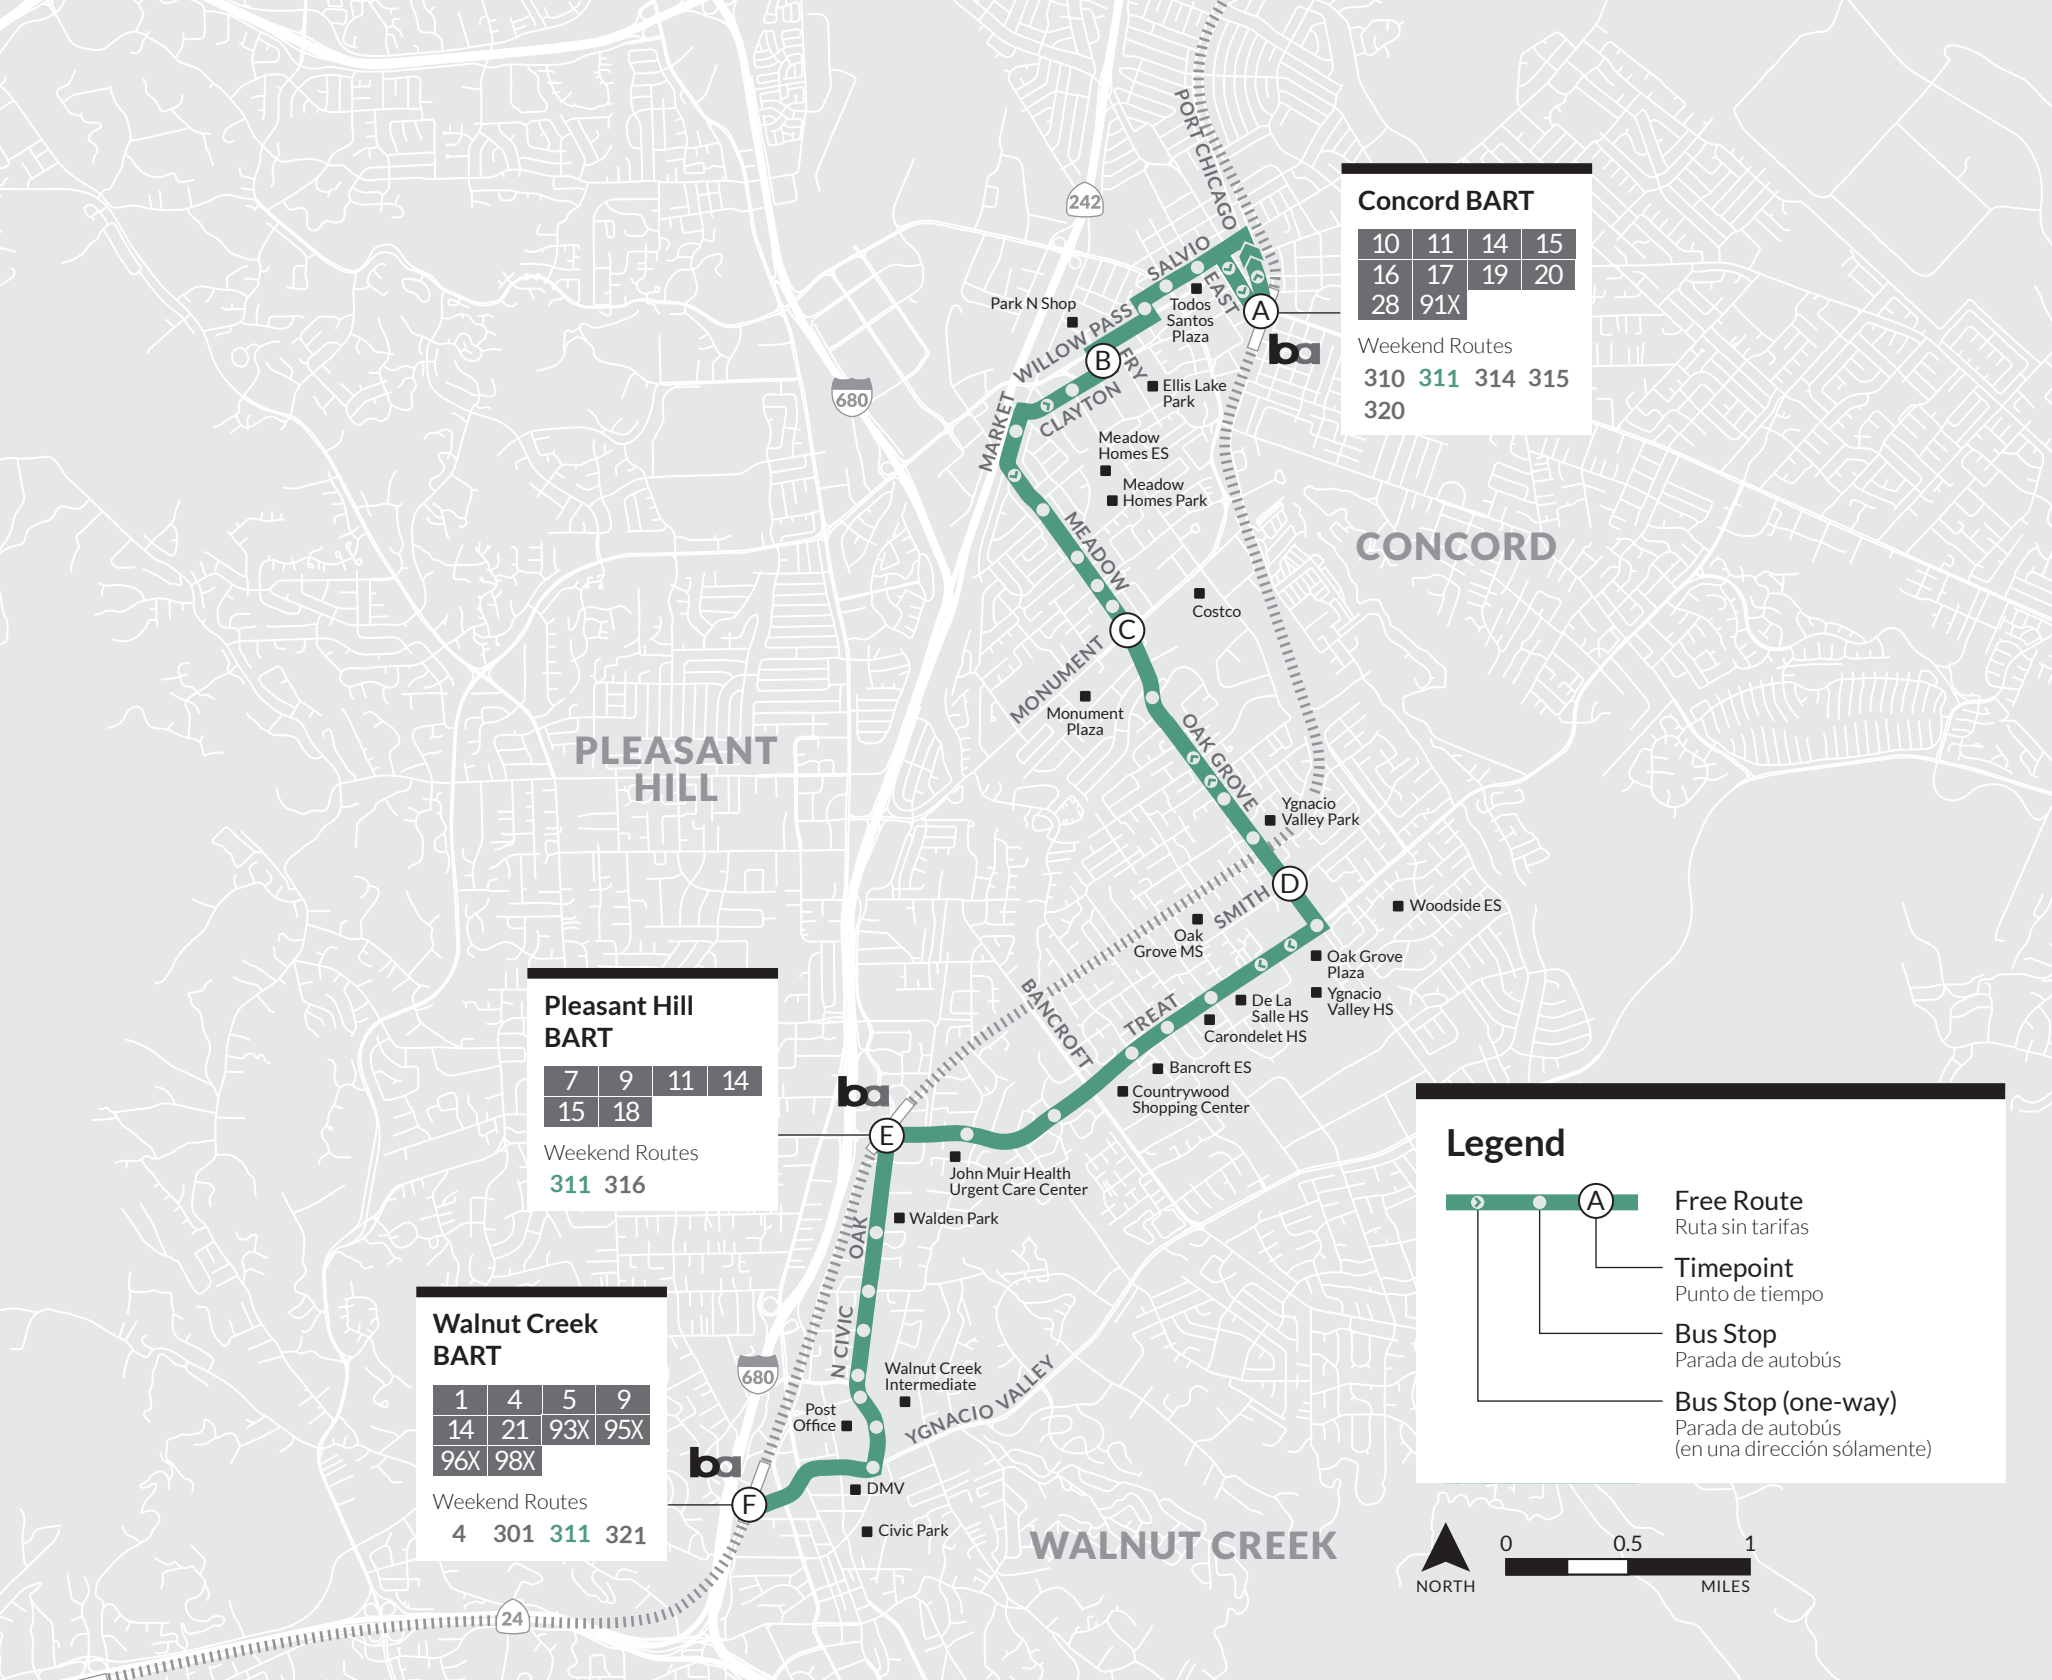 PORT CHICAGO
242
Concord BART
10 11 14 15
16 17 19 20
28 91X
Weekend Routes
310 311 314 315
320
SALVIO
EAST
A
ba
Todos
Santos
Plaza
Park N Shop
WILLOW PASS
B
FRY
CLAYTON
Ellis Lake
Park
680
MARKET
Meadow
Homes ES
Meadow
Homes Park
MEADOW
CONCORD
Costco
C
MONUMENT
Monument
Plaza
OAK GROVE
PLEASANT
HILL
Ygnacio
Valley Park
D
SMITH
Woodside ES
Oak
Grove MS
Oak Grove
Plaza
Ygnacio
Valley HS
De La
Salle HS
Carondelet HS
BANCROFT
TREAT
Bancroft ES
Countrywood
Shopping Center
Pleasant Hill
BART
7 9 11 14
15 18
Weekend Routes
311 316
ba
E
John Muir Health
Urgent Care Center
Walden Park
OAK
N CIVIC
680
Walnut Creek
Intermediate
Post
Office
YGNACIO VALLEY
Walnut Creek
BART
1 4 5 9
14 21 93X 95X
96X 98X
Weekend Routes
4 301 311 321
ba
F
DMV
Civic Park
WALNUT CREEK
24
Legend
A
Free Route
Ruta sin tarifas
Timepoint
Punto de tiempo
Bus Stop
Parada de autobús
Bus Stop (one-way)
Parada de autobús
(en una dirección sólamente)
NORTH
0 0.5 1
MILES